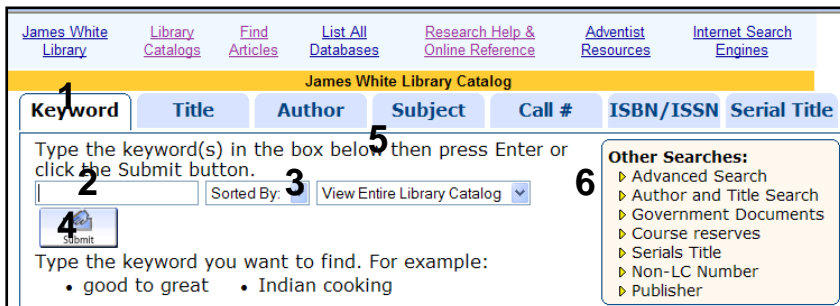 James White Library Find List All Research Help & Adventist Internet Search
Library Catalogs Articles Databases Online Reference Resources Engines
James White Library Catalog
1
Keyword Title Author Subject Call # ISBN/ISSN Serial Title
5
Type the keyword(s) in the box below then press Enter or
click the Submit button.
2 Sorted By: 3 View Entire Library Catalog
4
Submit
Type the keyword you want to find. For example:
• good to great • Indian cooking
6
Other Searches:
Advanced Search
Author and Title Search
Government Documents
Course reserves
Serials Title
Non-LC Number
Publisher